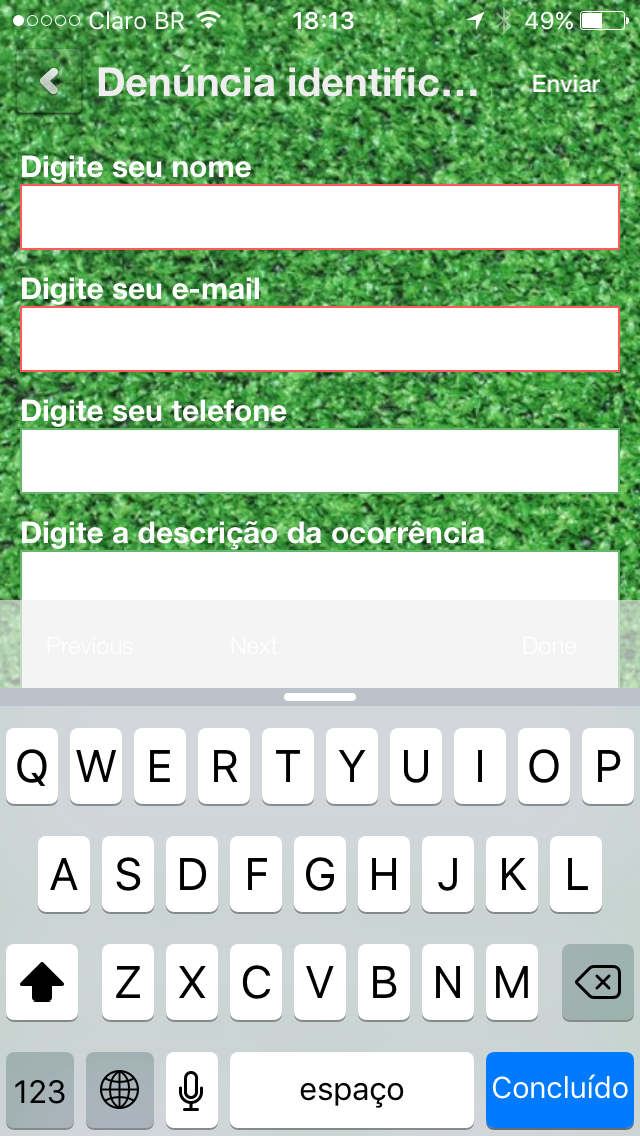 Claro BR 18:13 49%
Denúncia identific... Enviar
Digite seu nome
Digite seu e-mail
Digite seu telefone
Digite a descrição da ocorrência
Previous Next Done
Q W E R T Y U I O P
A S D F G H J K L
Z X C V B N M
123 espaço Concluído